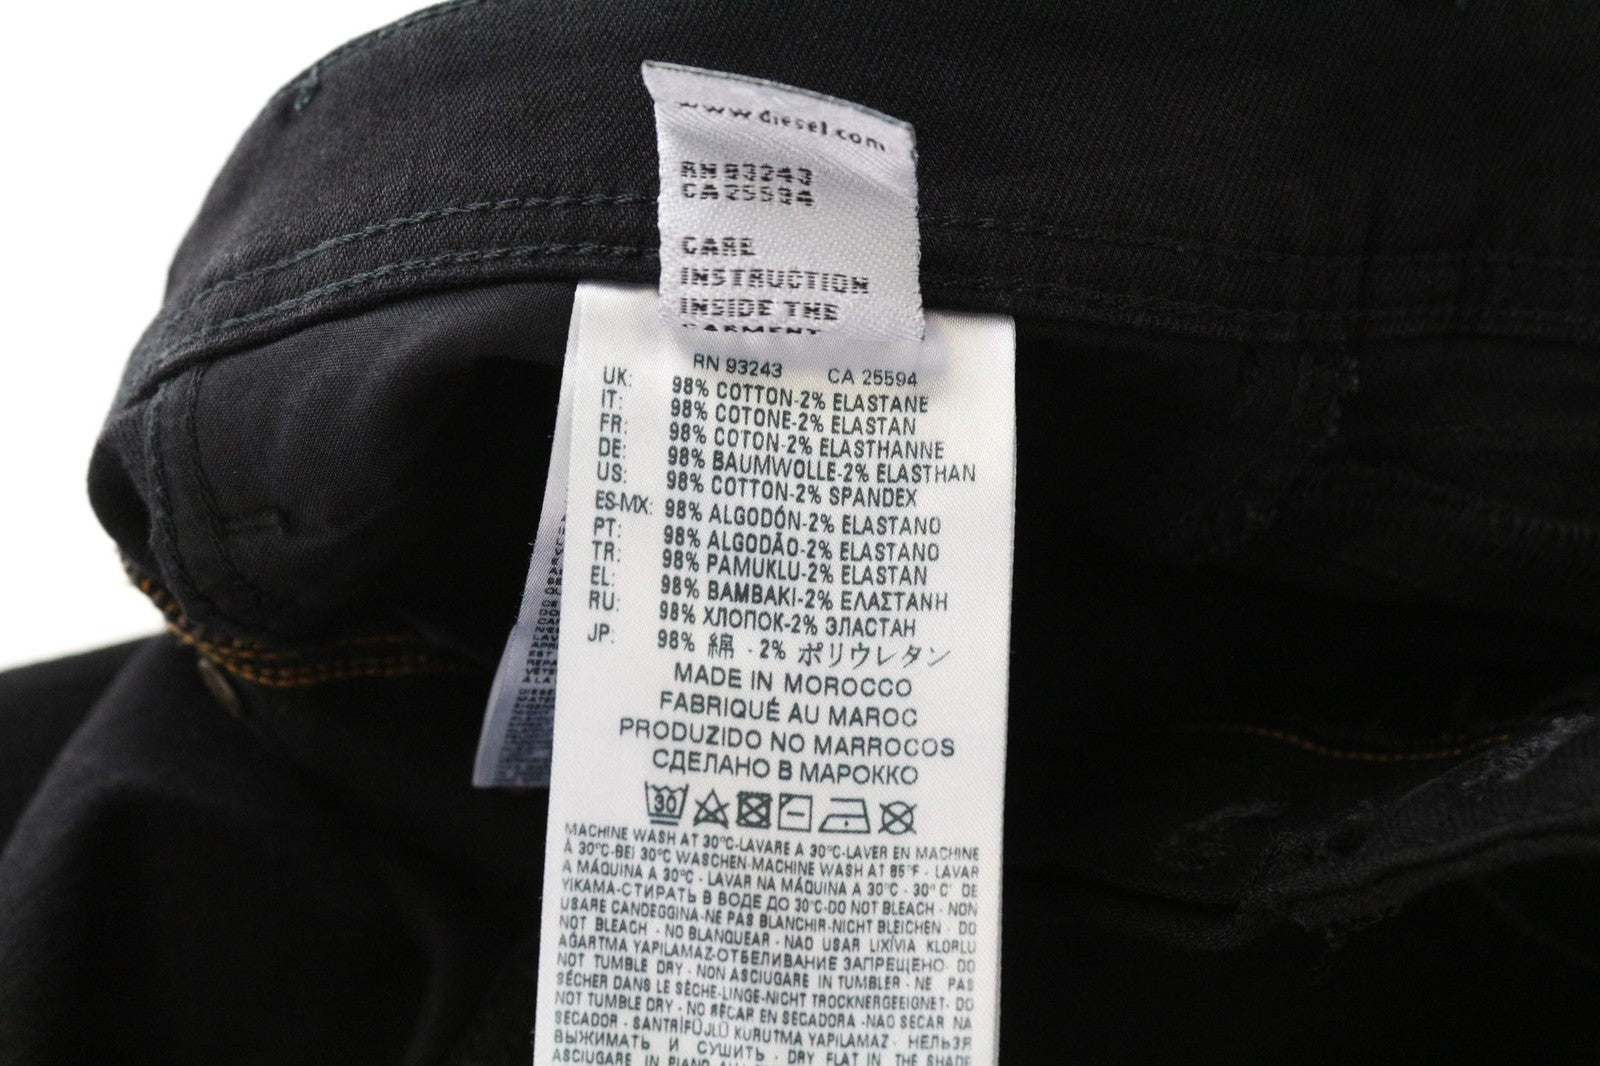 www.diesel.com
RN 93243
CA 25594
CARE
INSTRUCTION
INSIDE THE
GARMENT
RN 93243 CA 25594
UK: 98% COTTON-2% ELASTANE
IT: 98% COTONE-2% ELASTAN
FR: 98% COTON-2% ELASTHANNE
DE: 98% BAUMWOLLE-2% ELASTHAN
US: 98% COTTON-2% SPANDEX
ES-MX: 98% ALGODÓN-2% ELASTANO
PT: 98% ALGODÃO-2% ELASTANO
TR: 98% PAMUKLU-2% ELASTAN
EL: 98% ΒΑΜΒΑΚΙ-2% ΕΛΑΣΤΑΝΗ
RU: 98% ХЛОПОК-2% ЭЛАСТАН
JP: 98% 綿 - 2% ポリウレタン
MADE IN MOROCCO
FABRIQUÉ AU MAROC
PRODUZIDO NO MARROCOS
СДЕЛАНО В МАРОККО
30
MACHINE WASH AT 30°C-LAVARE A 30°C-LAVER EN MACHINE
À 30°C-BEI 30°C WASCHEN-MACHINE WASH AT 85°F - LAVAR
A MÁQUINA A 30°C - LAVAR NA MÁQUINA A 30°C - 30°C' DE
YIKAMA-СТИРАТЬ В ВОДЕ ДО 30°C-DO NOT BLEACH - NON
USARE CANDEGGINA-NE PAS BLANCHIR-NICHT BLEICHEN - DO
NOT BLEACH - NO BLANQUEAR - NÃO USAR LIXÍVIA KLORLU
AĞARTMA YAPILAMAZ-ОТБЕЛИВАНИЕ ЗАПРЕЩЕНО- DO
NOT TUMBLE DRY - NON ASCIUGARE IN TUMBLER - NE PAS
SÉCHER DANS LE SÈCHE-LINGE-NICHT TROCKNERGEEIGNET- DO
NOT TUMBLE DRY - NO SECAR EN SECADORA -NÃO SECAR NA
SECADOR - SANTRİFÜJLÜ KURUTMA YAPILAMAZ - НЕЛЬЗЯ
ВЫЖИМАТЬ И СУШИТЬ - DRY FLAT IN THE SHADE
ASCIUGARE IN PIANO